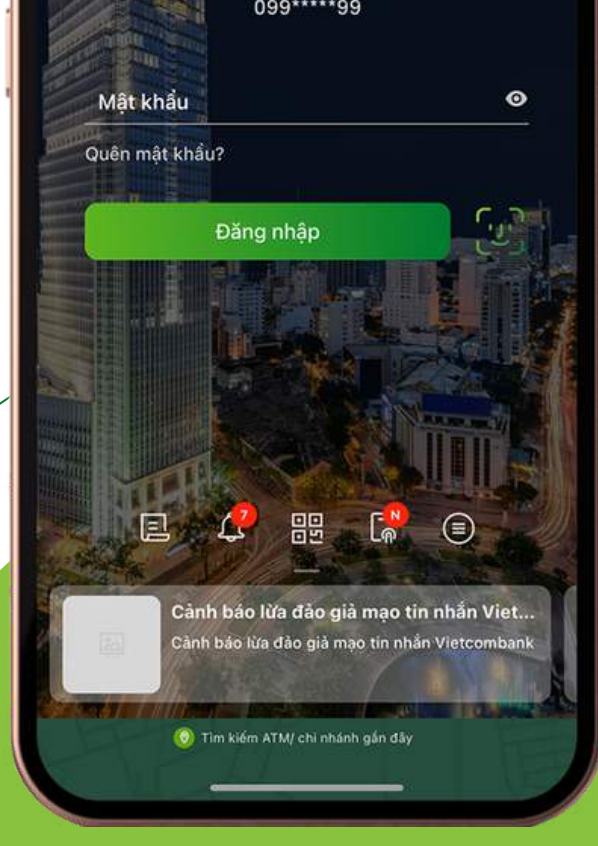 099*****99
Mật khẩu
Quên mật khẩu?
Đăng nhập
7
N
Cảnh báo lừa đảo giả mạo tin nhắn Viet...
Cảnh báo lừa đảo giả mạo tin nhắn Vietcombank
Tìm kiếm ATM/ chi nhánh gần đây